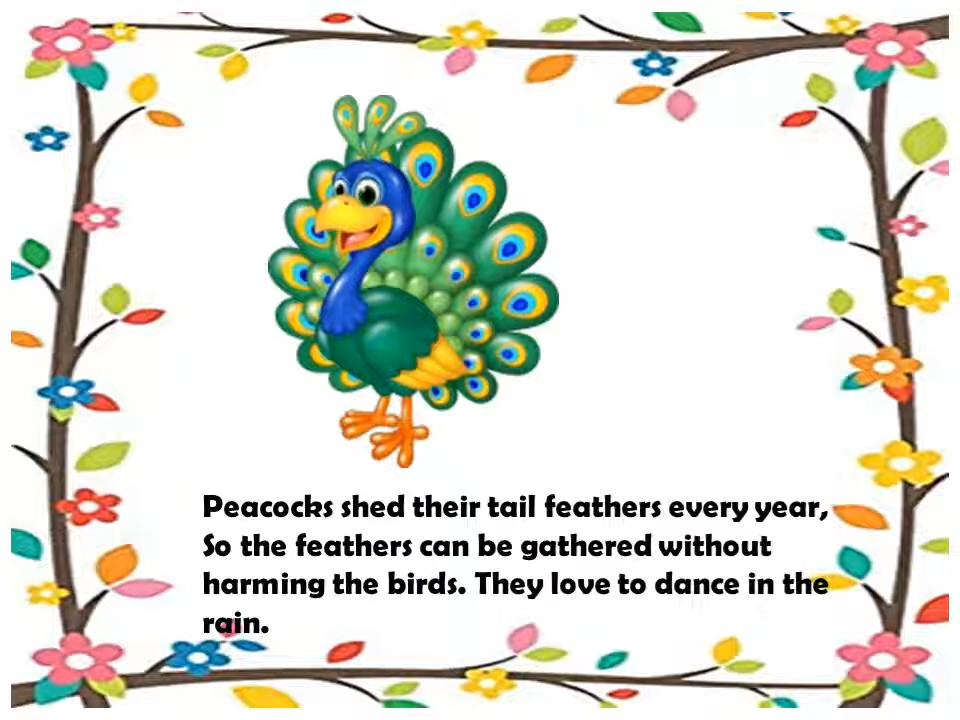 Peacocks shed their tail feathers every year,
So the feathers can be gathered without
harming the birds. They love to dance in the
rain.